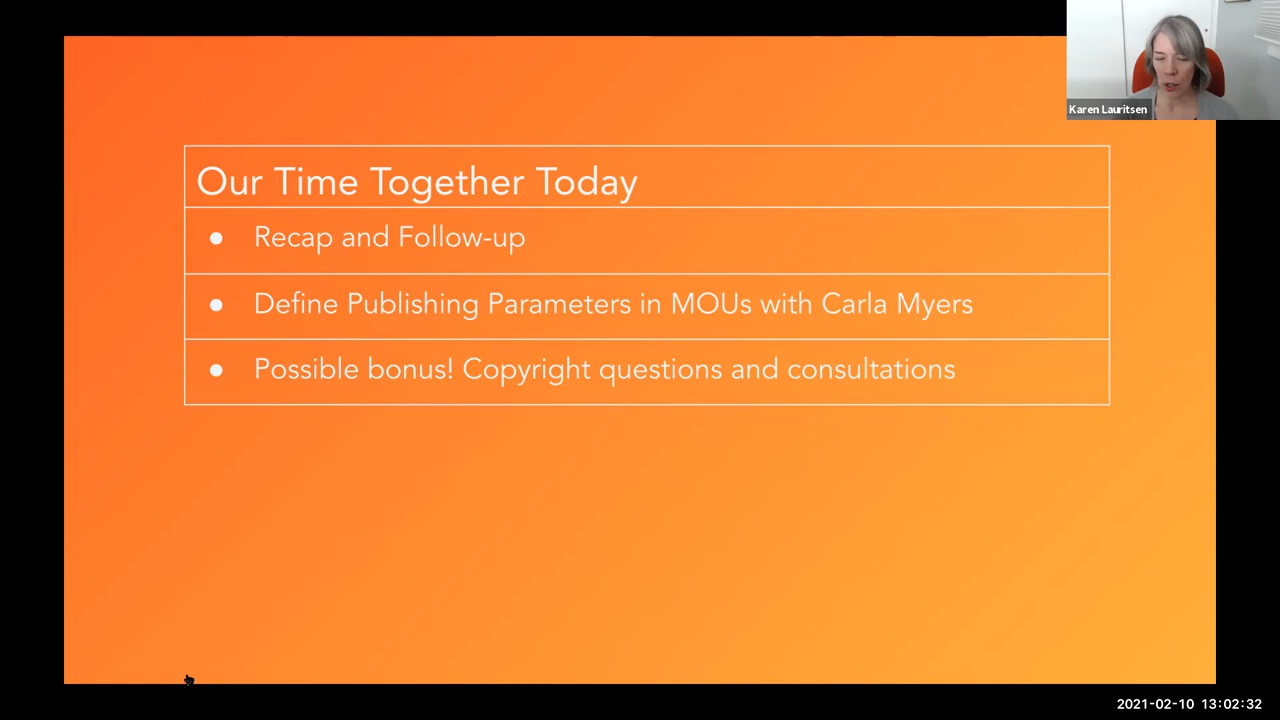 Karen Lauritsen
Our Time Together Today
● Recap and Follow-up
● Define Publishing Parameters in MOUs with Carla Myers
● Possible bonus! Copyright questions and consultations
2021-02-10 13:02:32